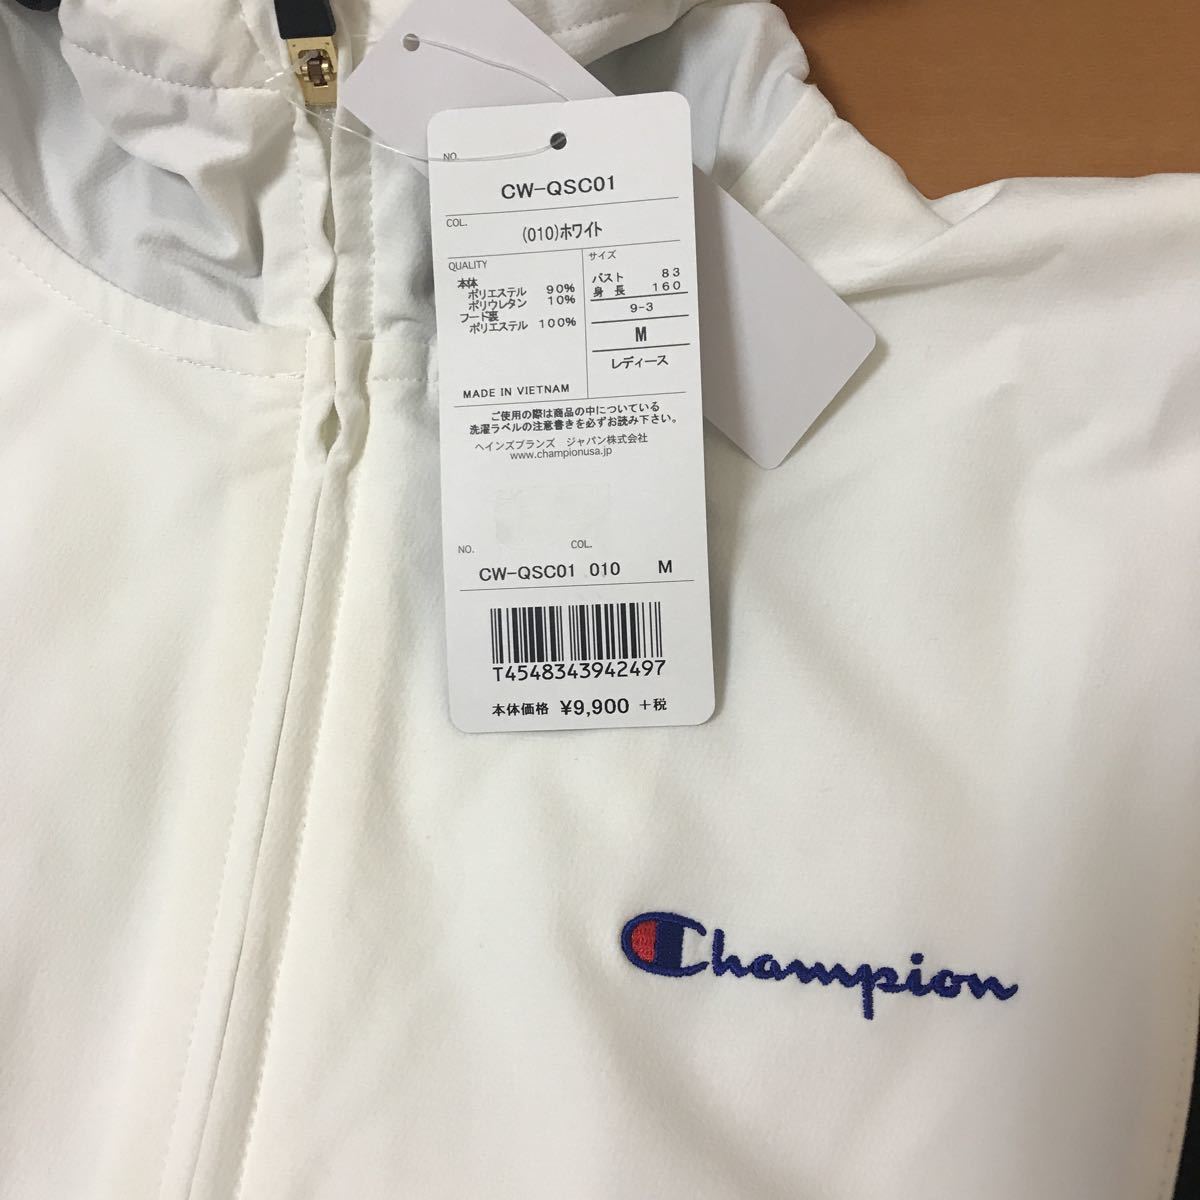 NO.
CW-QSC01
COL.
(010)ホワイト
QUALITY
本体
ポリエステル 90%
ポリウレタン 10%
フード裏
ポリエステル 100%
MADE IN VIETNAM
サイズ
バスト 83
身長 160
9-3
M
レディース
ご使用の際は商品の中についている
洗濯ラベルの注意書きを必ずお読み下さい。
ヘインズブランズ ジャパン株式会社
www.championusa.jp
NO. COL.
CW-QSC01 010 M
T4548343942497
本体価格 ¥9,900 +税
Champion